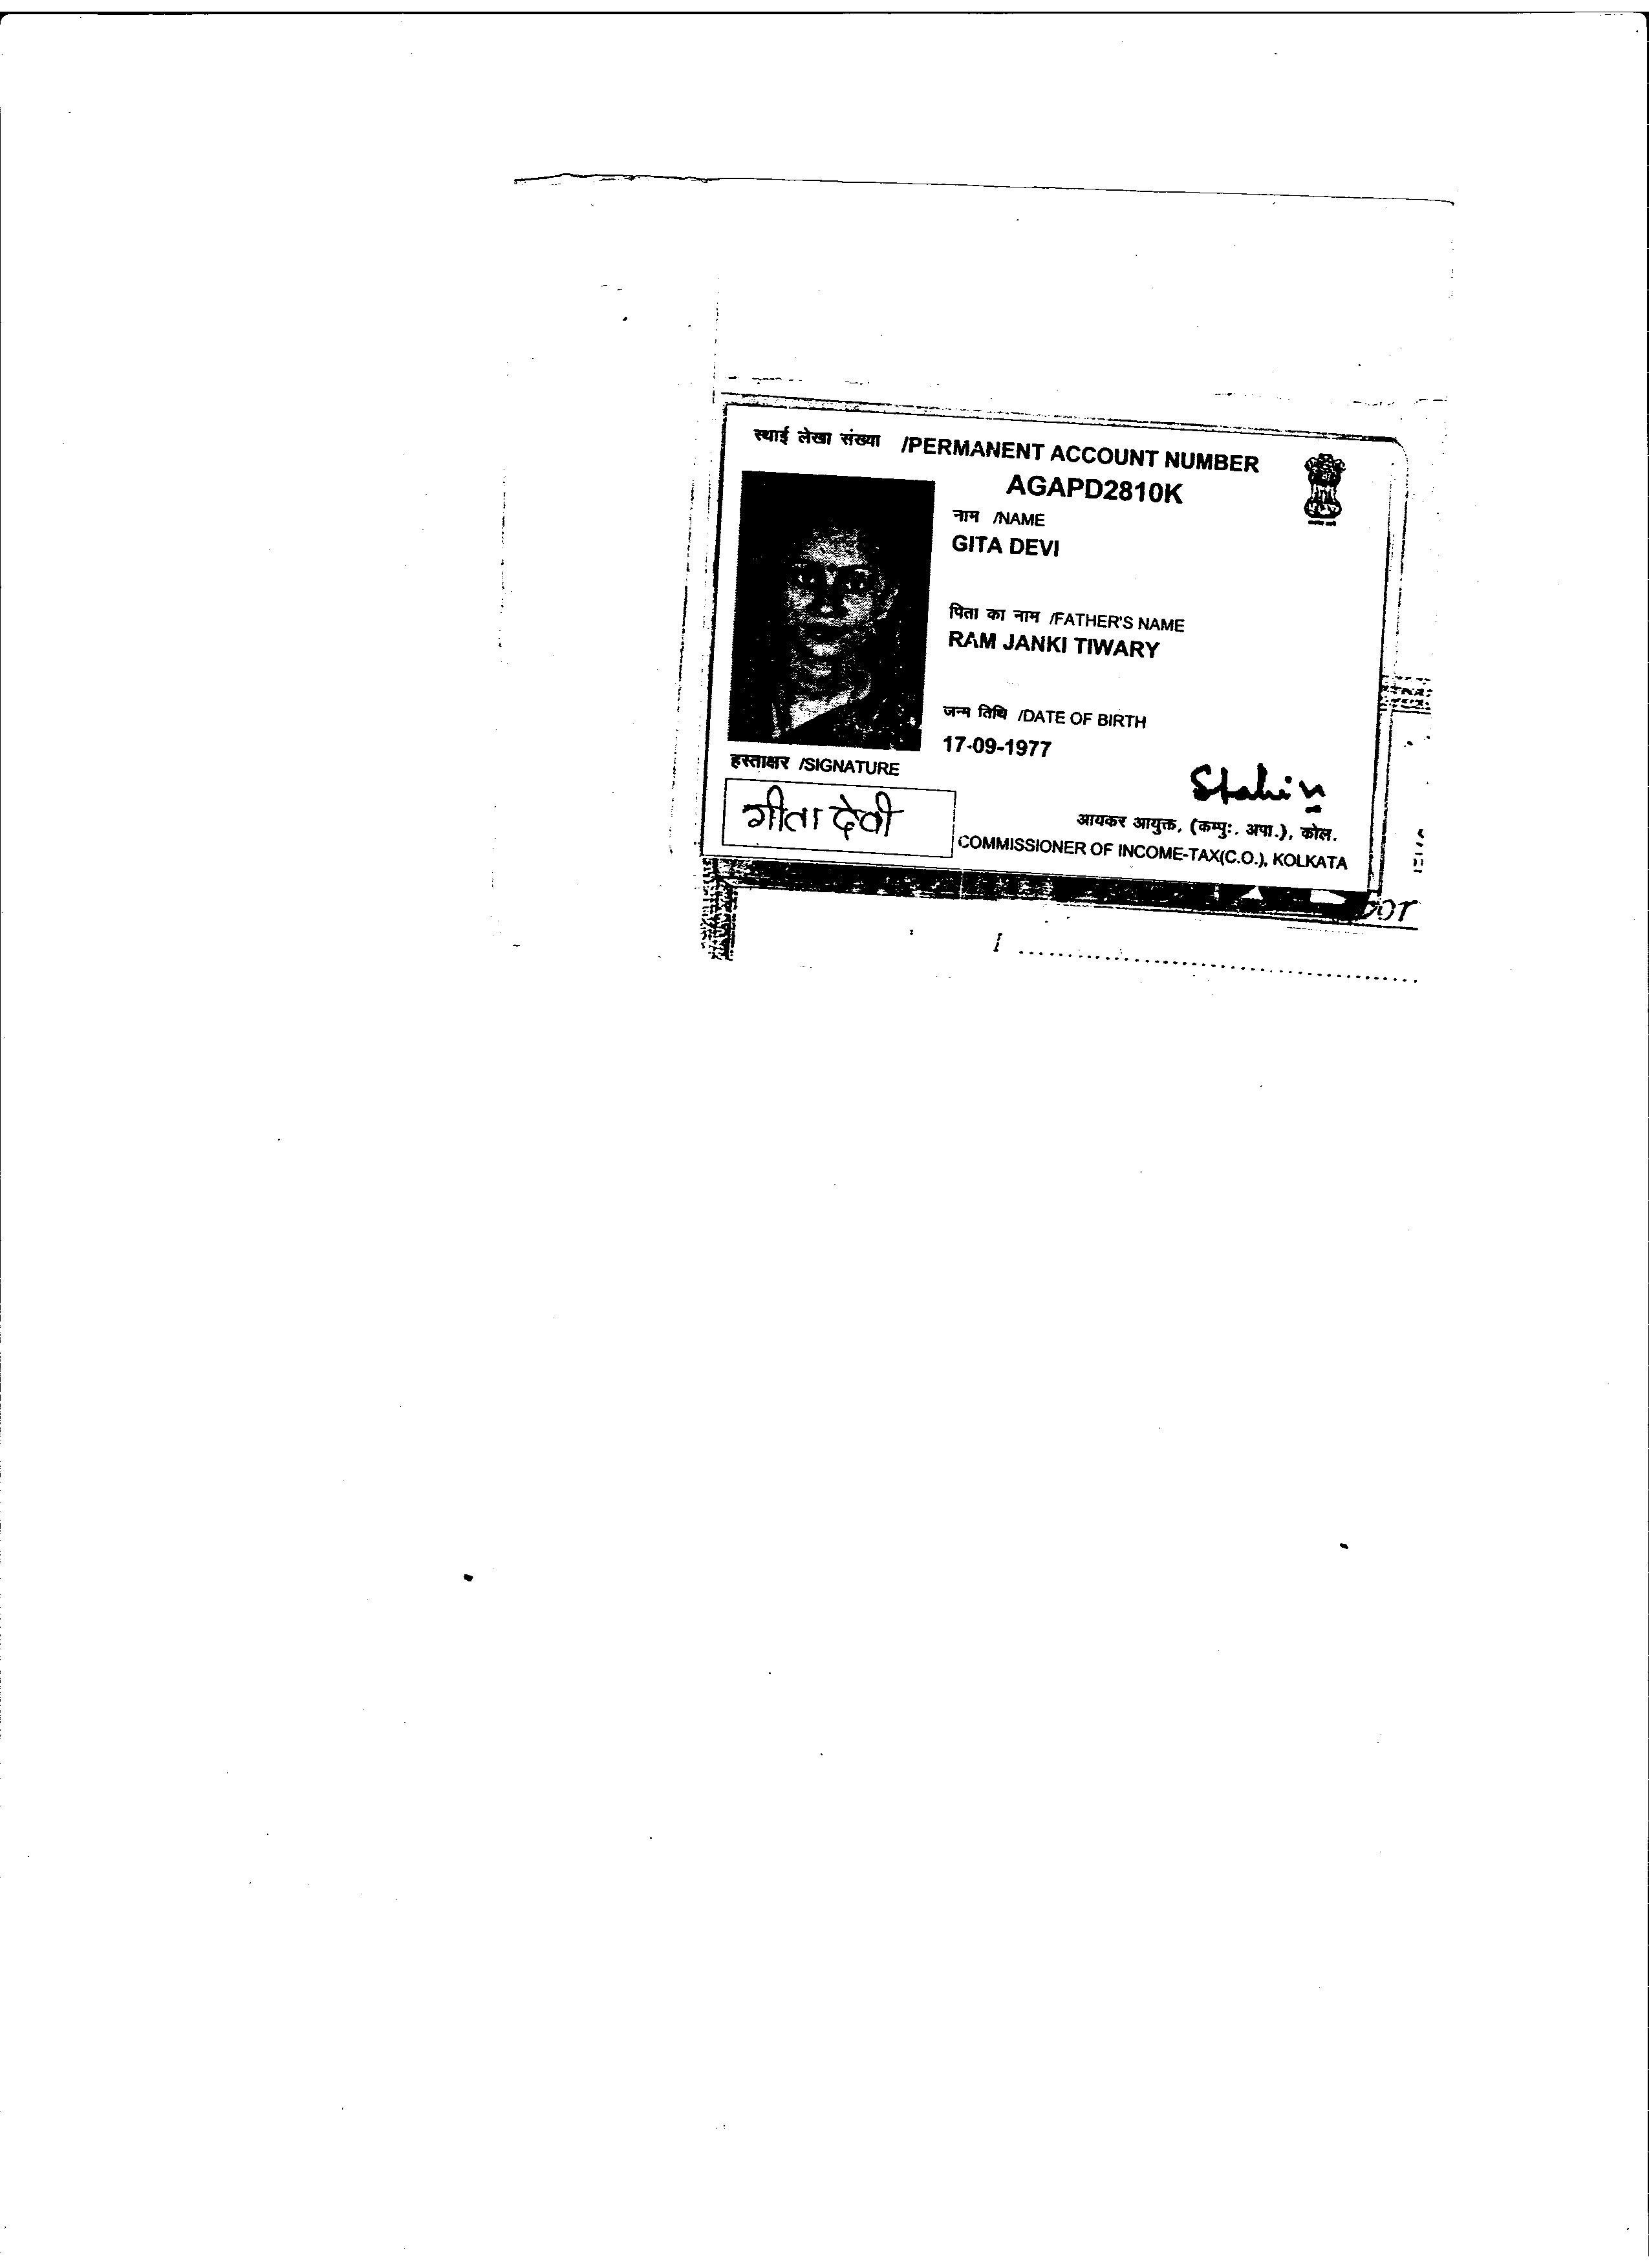 स्थाई लेखा संख्या /PERMANENT ACCOUNT NUMBER
AGAPD2810K
नाम /NAME
GITA DEVI
पिता का नाम /FATHER'S NAME
RAM JANKI TIWARY
जन्म तिथि /DATE OF BIRTH
17-09-1977
हस्ताक्षर /SIGNATURE
गीता देवी
आयकर आयुक्त, (कम्पु. अपा.), कोल.
COMMISSIONER OF INCOME-TAX(C.O.), KOLKATA